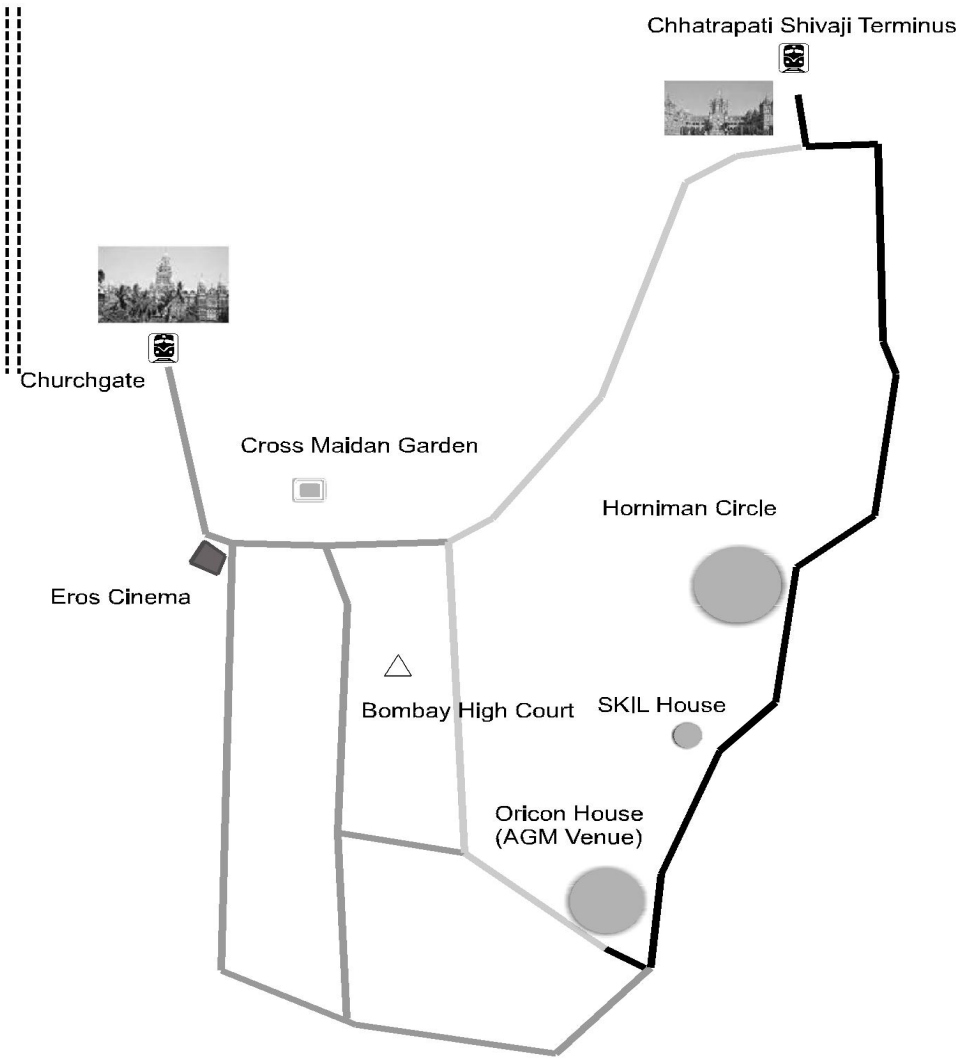 Chhatrapati Shivaji Terminus
Churchgate
Cross Maidan Garden
Horniman Circle
Eros Cinema
Bombay High Court
SKIL House
Oricon House
(AGM Venue)